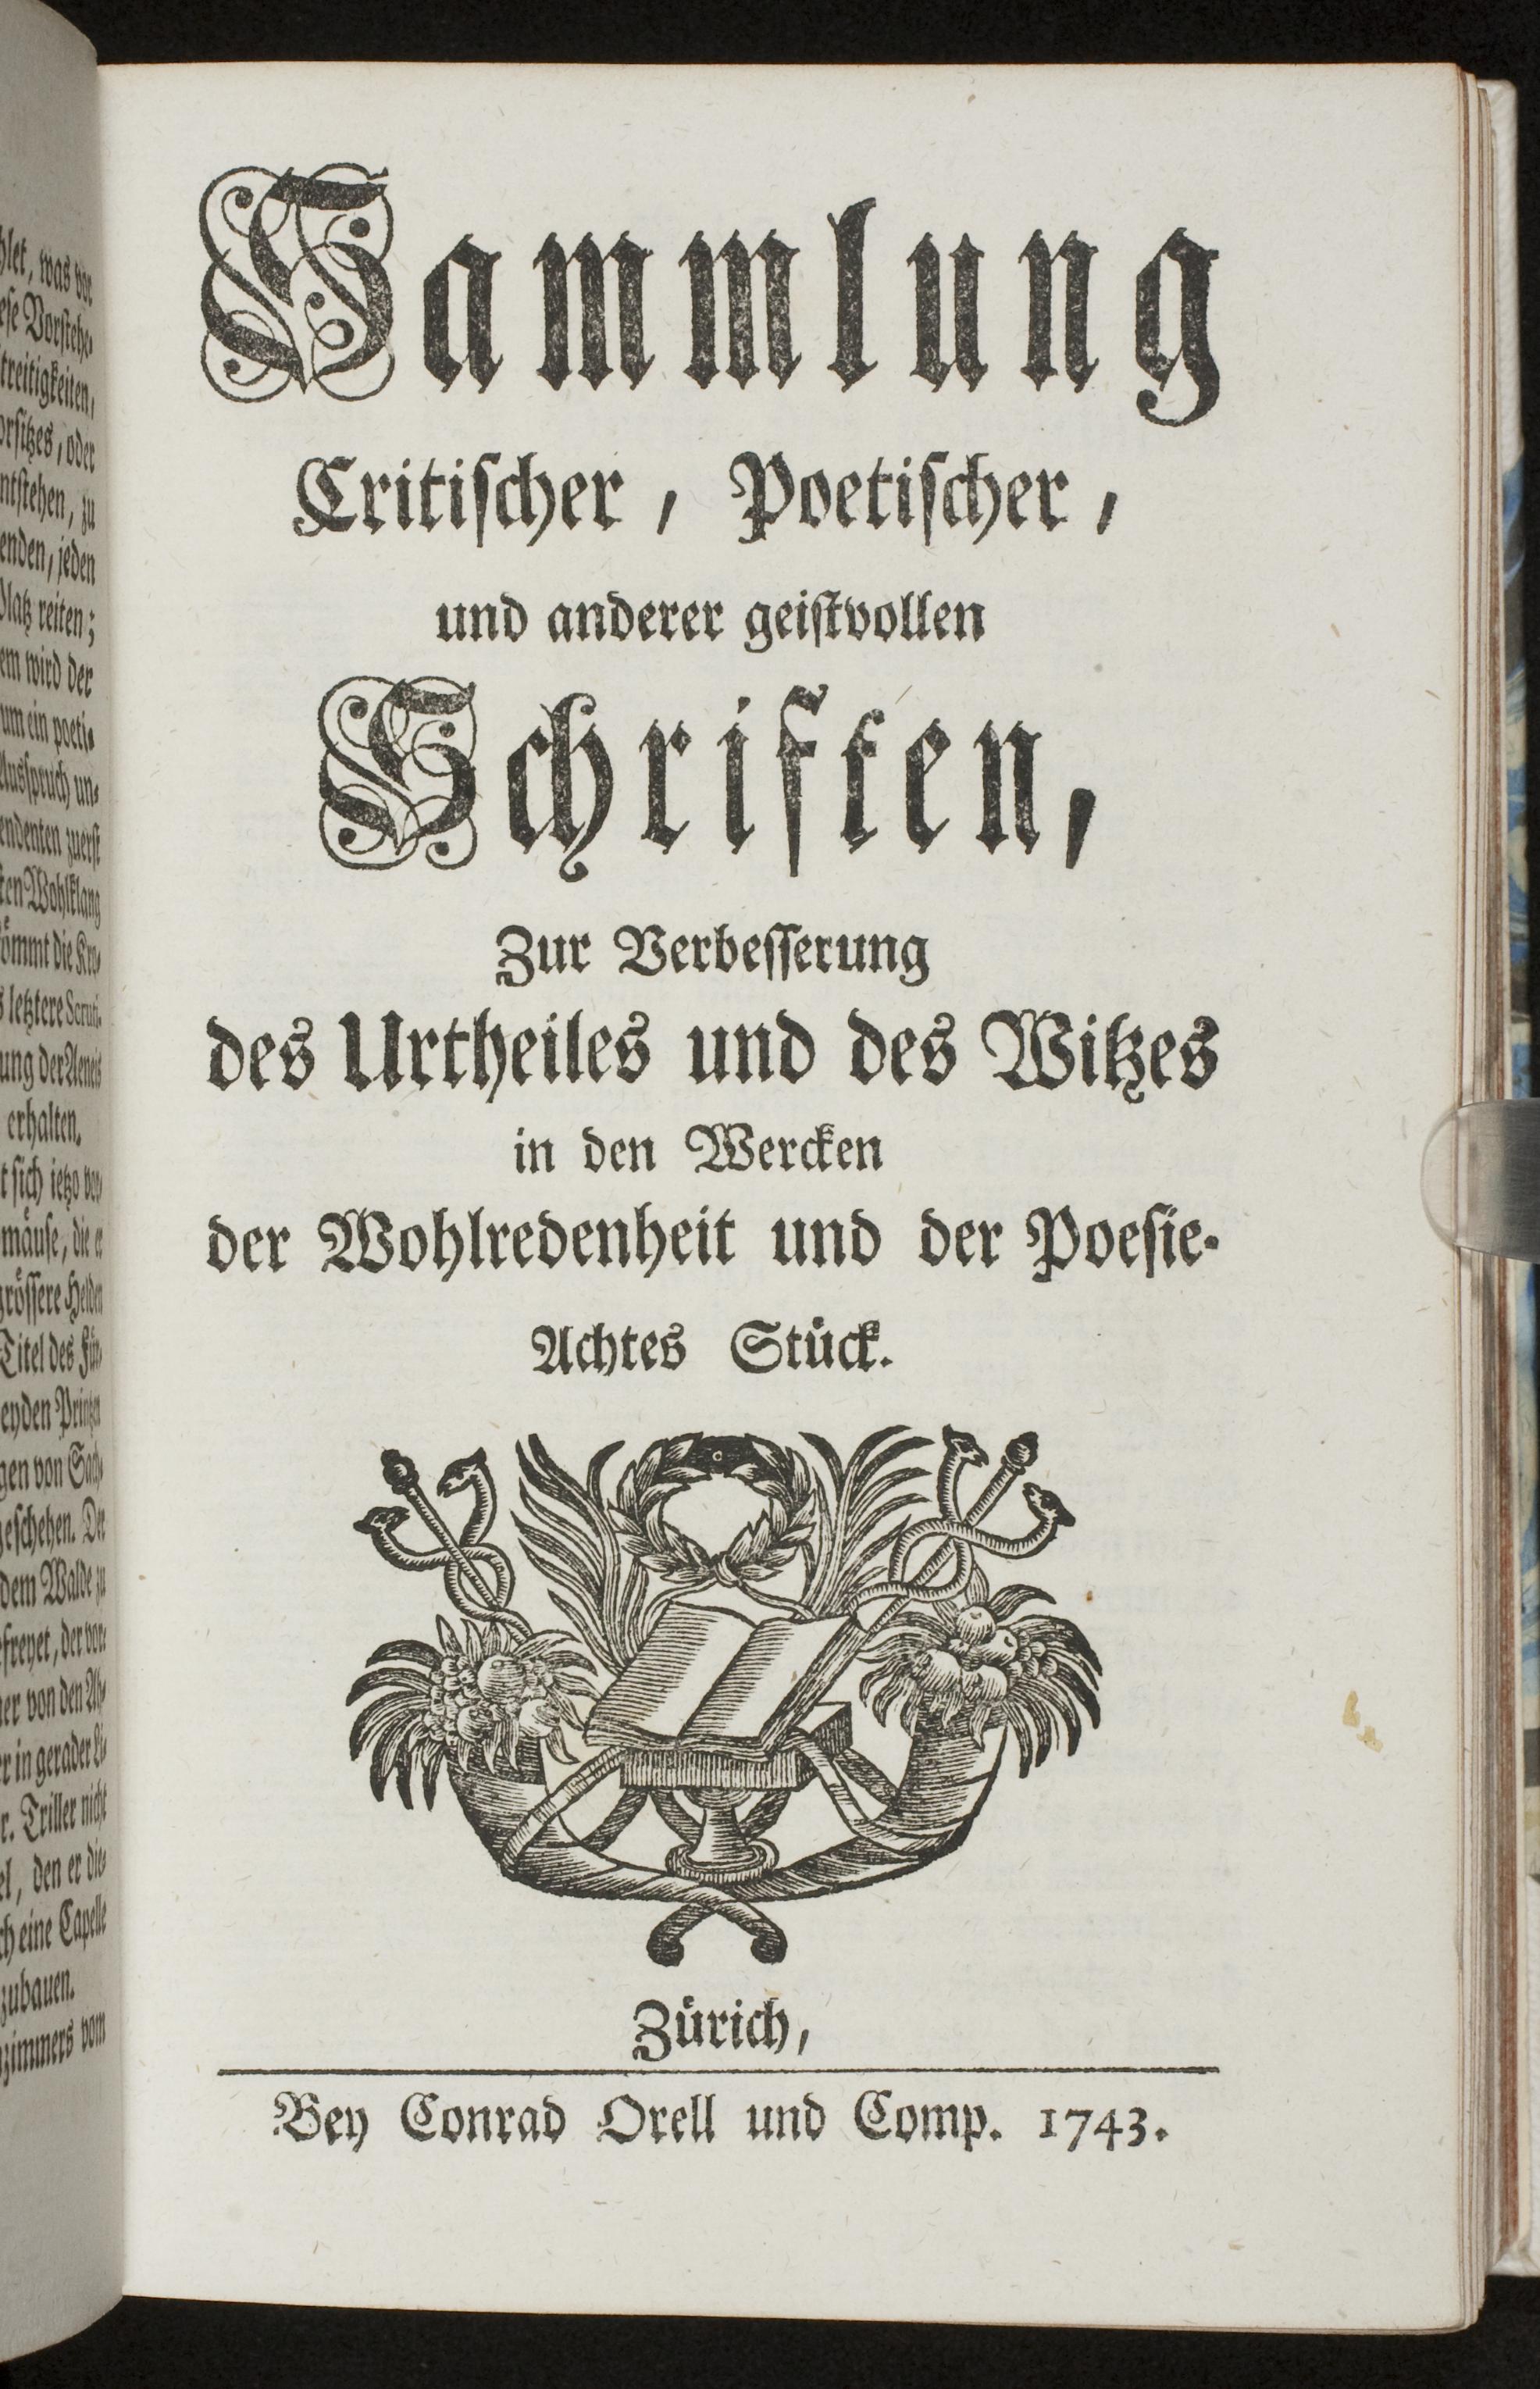 Sammlung
Critischer, Poetischer,
und anderer geistvollen
Schriften,
Zur Verbesserung
des Urtheiles und des Witzes
in den Wercken
der Wohlredenheit und der Poesie.
Achtes Stück.
Zürich,
Bey Conrad Orell und Comp. 1743.